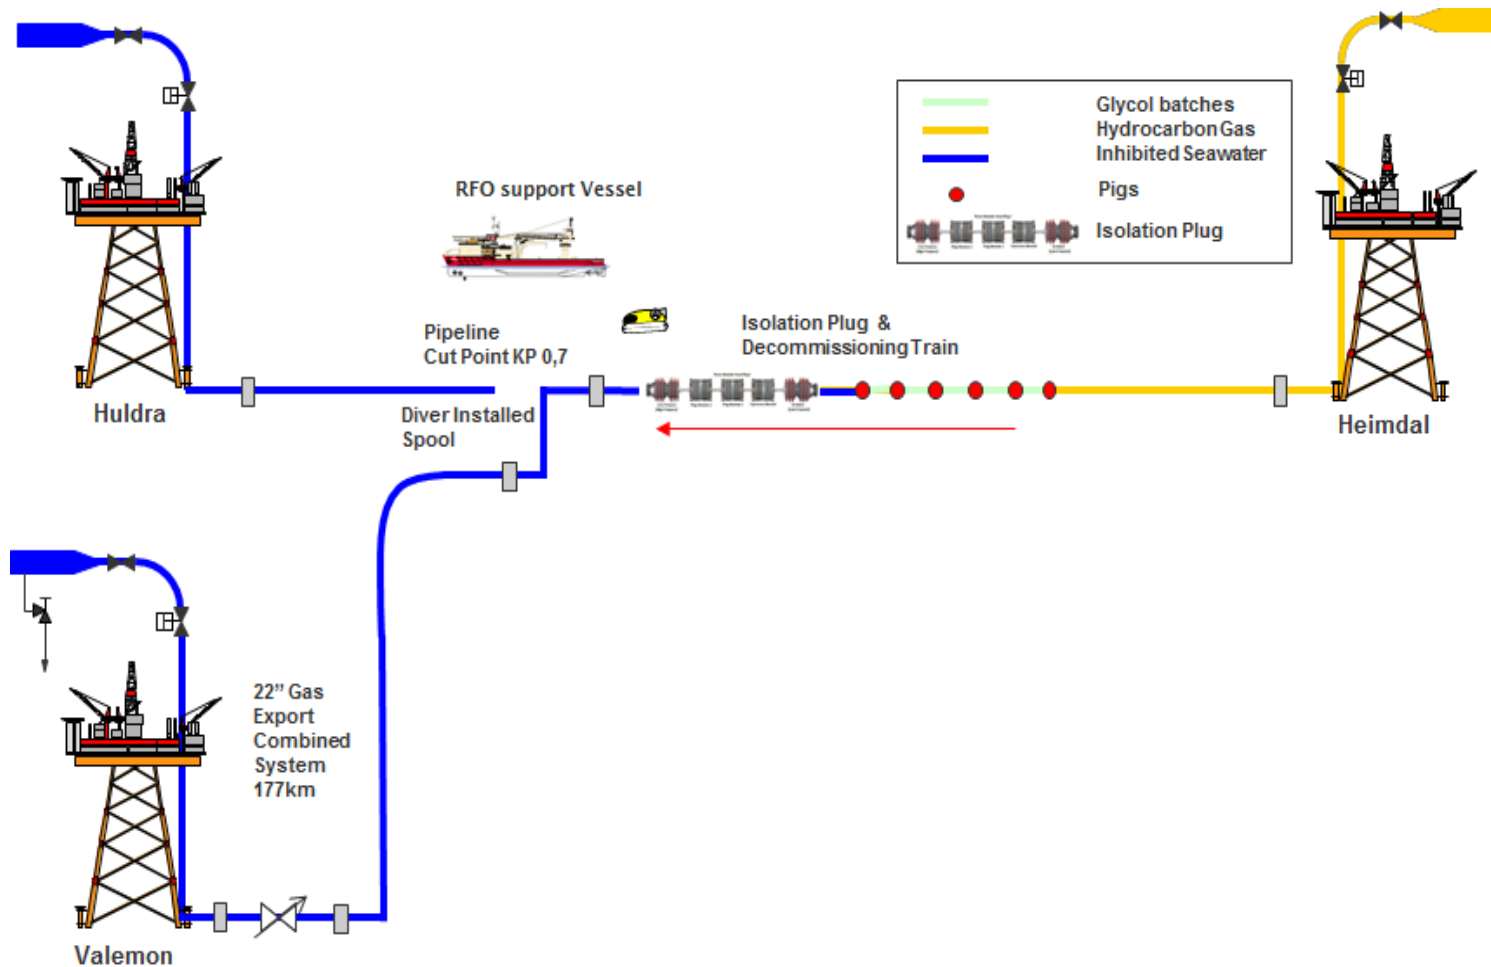 Glycol batches
Hydrocarbon Gas
Inhibited Seawater
Pigs
Isolation Plug
RFO support Vessel
Pipeline
Cut Point KP 0,7
Isolation Plug &
Decommissioning Train
Huldra
Diver Installed
Spool
Heimdal
22” Gas
Export
Combined
System
177km
Valemon